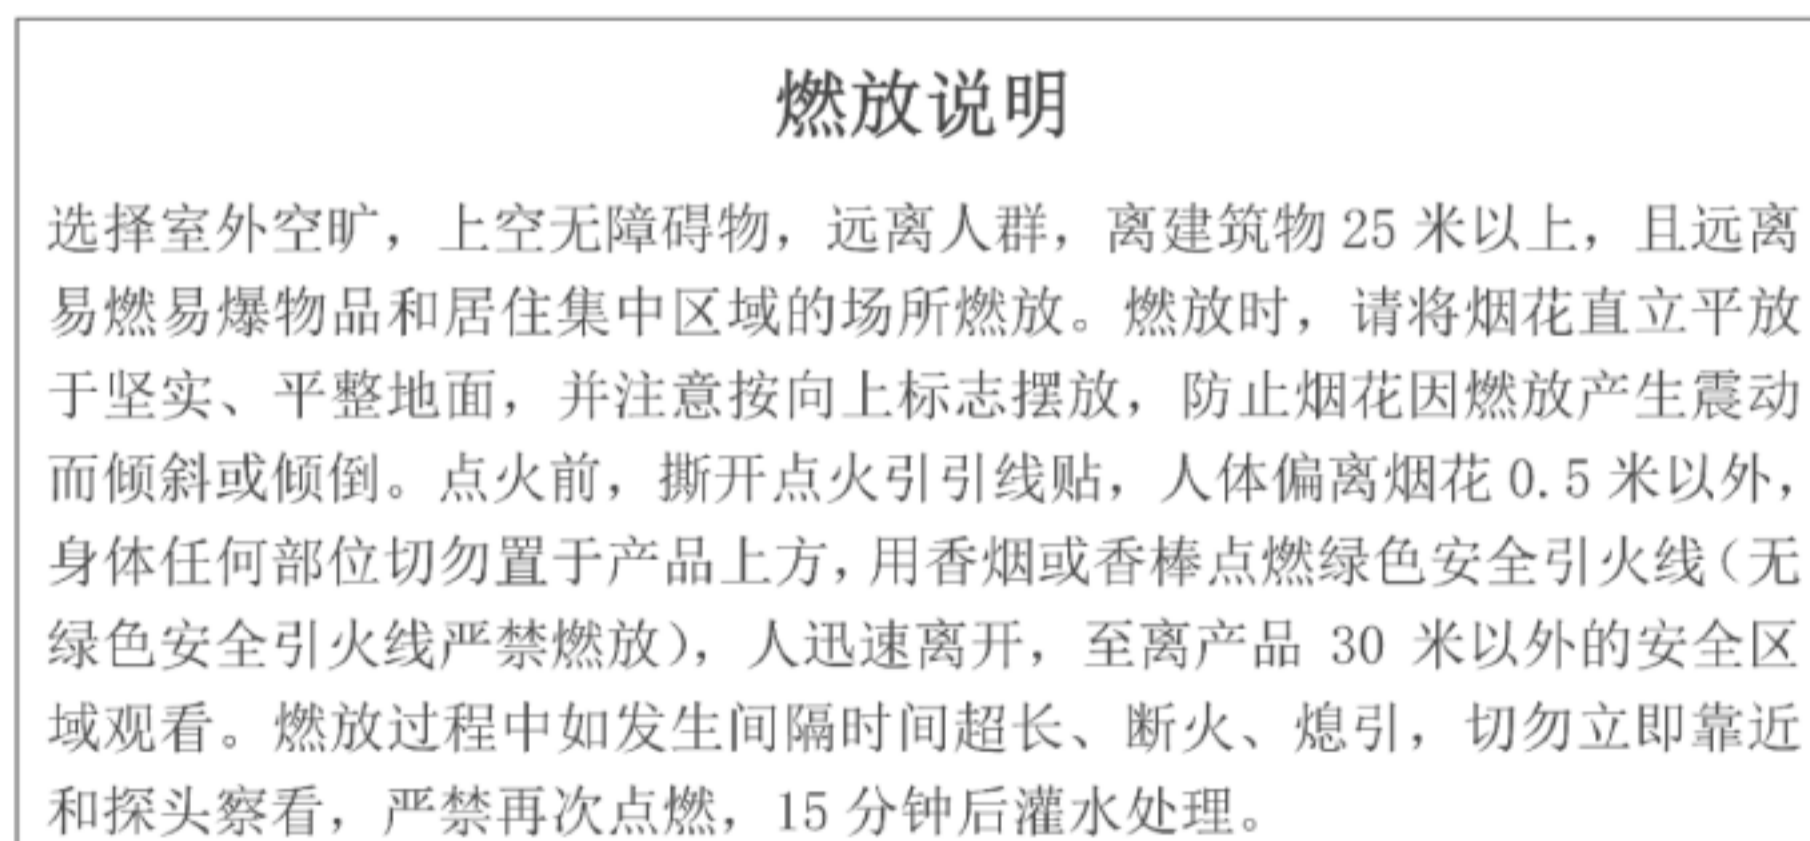 燃放说明
选择室外空旷，上空无障碍物，远离人群，离建筑物 25 米以上，且远离
易燃易爆物品和居住集中区域的场所燃放。燃放时，请将烟花直立平放
于坚实、平整地面，并注意按向上标志摆放，防止烟花因燃放产生震动
而倾斜或倾倒。点火前，撕开点火引引线贴，人体偏离烟花 0.5 米以外，
身体任何部位切勿置于产品上方，用香烟或香棒点燃绿色安全引火线（无
绿色安全引火线严禁燃放），人迅速离开，至离产品 30 米以外的安全区
域观看。燃放过程中如发生间隔时间超长、断火、熄引，切勿立即靠近
和探头察看，严禁再次点燃，15 分钟后灌水处理。